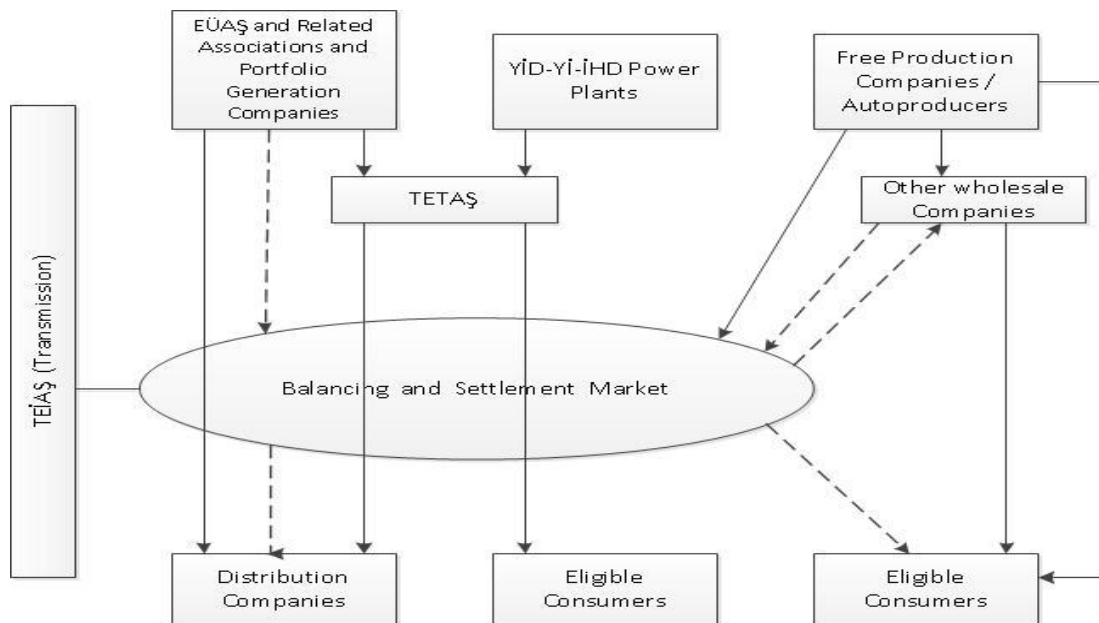 EÜAŞ and Related
Associations and
Portfolio
Generation
Companies
YİD-Yİ-İHD Power
Plants
Free Production
Companies /
Autoproducers
TETAŞ
Other wholesale
Companies
TEİAŞ (Transmission)
Balancing and Settlement Market
Distribution
Companies
Eligible
Consumers
Eligible
Consumers